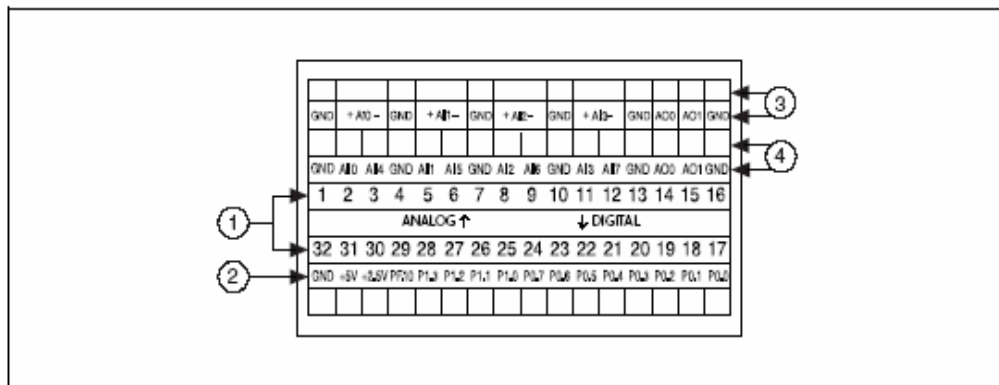 GND + AI0 - GND + AI1- GND + AI2- GND + AI3- GND AO0 AO1 GND
3
4
GND AI0 AI4 GND AI1 AI5 GND AI2 AI6 GND AI3 AI7 GND AO0 AO1 GND
1 2 3 4 5 6 7 8 9 10 11 12 13 14 15 16
1
ANALOG ↑ ↓ DIGITAL
32 31 30 29 28 27 26 25 24 23 22 21 20 19 18 17
2
GND +5V +2.5V PFI0 P1.3 P1.2 P1.1 P1.0 P0.7 P0.6 P0.5 P0.4 P0.3 P0.2 P0.1 P0.0